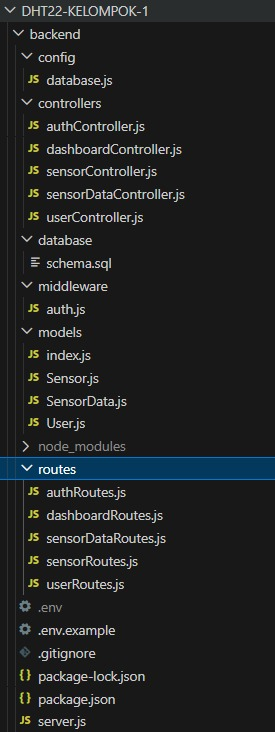 DHT22-KELOMPOK-1
backend
config
JS database.js
controllers
JS authController.js
JS dashboardController.js
JS sensorController.js
JS sensorDataController.js
JS userController.js
database
schema.sql
middleware
JS auth.js
models
JS index.js
JS Sensor.js
JS SensorData.js
JS User.js
node_modules
routes
JS authRoutes.js
JS dashboardRoutes.js
JS sensorDataRoutes.js
JS sensorRoutes.js
JS userRoutes.js
.env
.env.example
.gitignore
{} package-lock.json
{} package.json
JS server.js